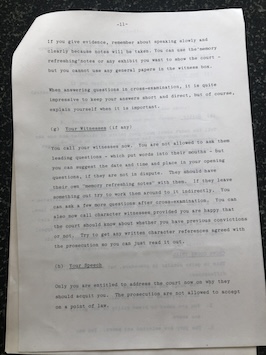 -11-
If you give evidence, remember about speaking slowly and
clearly because notes will be taken. You can use the 'memory
refreshing' notes or any exhibit you want to show the court -
but you cannot use any general papers in the witness box.
When answering questions in cross-examination, it is quite
impressive to keep your answers short and direct, but of course,
explain yourself when it is important.
(g) Your Witnesses (if any)
You call your witnesses now. You are not allowed to ask them
leading questions - which put words into their mouths - but
you can suggest the date and time and place in your opening
questions, if they are not in dispute. They should have
their own 'memory refreshing notes' with them. If they leave
something out try to work them around to it indirectly. You
can ask a few more questions after cross-examination. You can
also now call character witnesses provided you are happy that
the court should know about whether you have previous convictions
or not. Try to get any written character references agreed with
the prosecution so you can just read it out.
(h) Your Speech
Only you are entitled to address the court now on why they
should acquit you. The prosecution are not allowed to except
on a point of law.